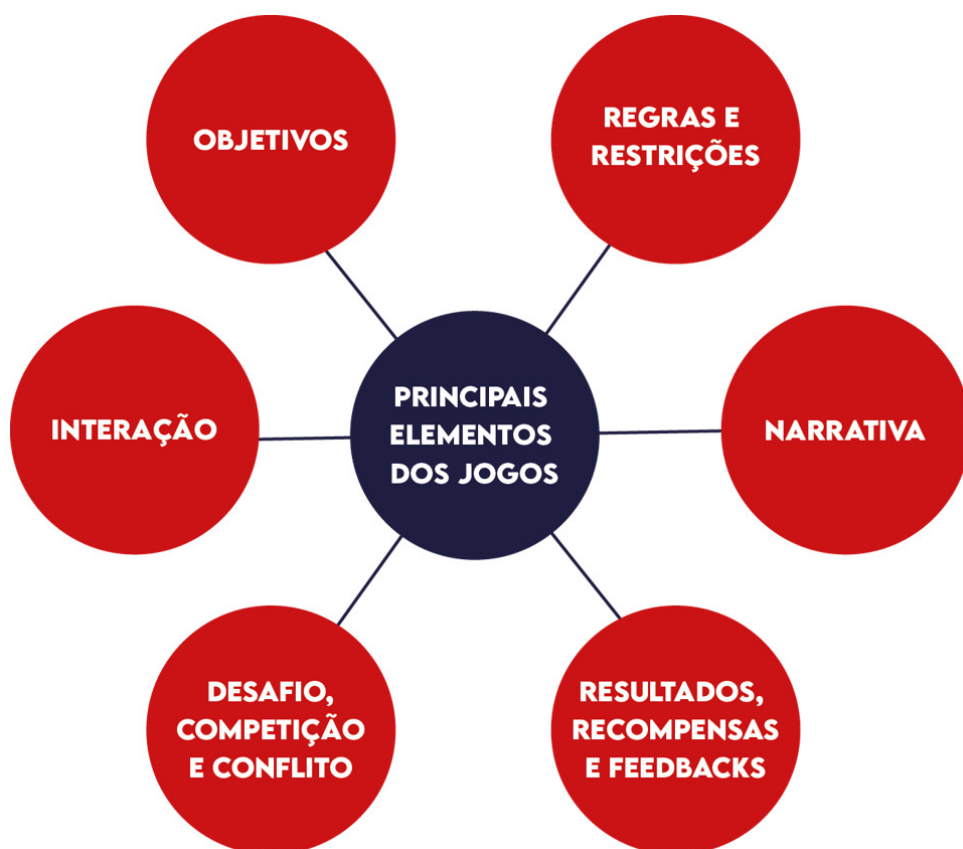 OBJETIVOS
REGRAS E
RESTRIÇÕES
INTERAÇÃO
PRINCIPAIS
ELEMENTOS
DOS JOGOS
NARRATIVA
DESAFIO,
COMPETIÇÃO
E CONFLITO
RESULTADOS,
RECOMPENSAS
E FEEDBACKS